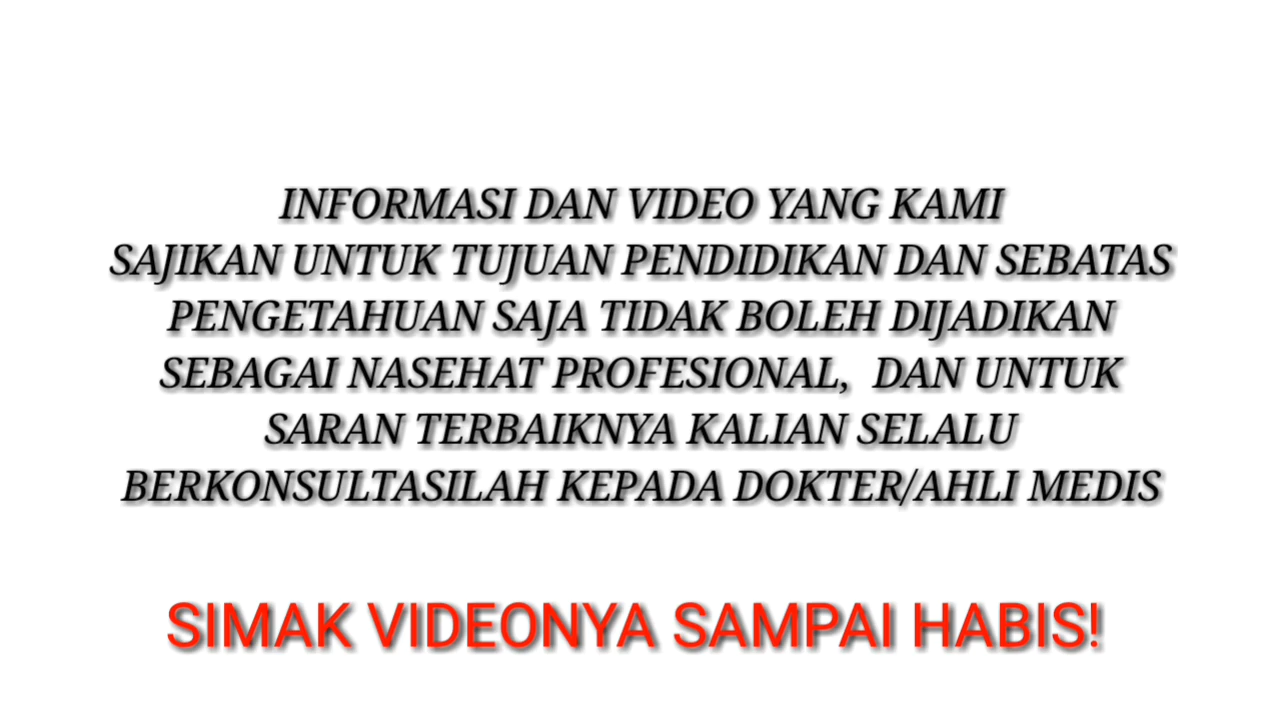 INFORMASI DAN VIDEO YANG KAMI
SAJIKAN UNTUK TUJUAN PENDIDIKAN DAN SEBATAS
PENGETAHUAN SAJA TIDAK BOLEH DIJADIKAN
SEBAGAI NASEHAT PROFESIONAL, DAN UNTUK
SARAN TERBAIKNYA KALIAN SELALU
BERKONSULTASILAH KEPADA DOKTER/AHLI MEDIS
SIMAK VIDEONYA SAMPAI HABIS!